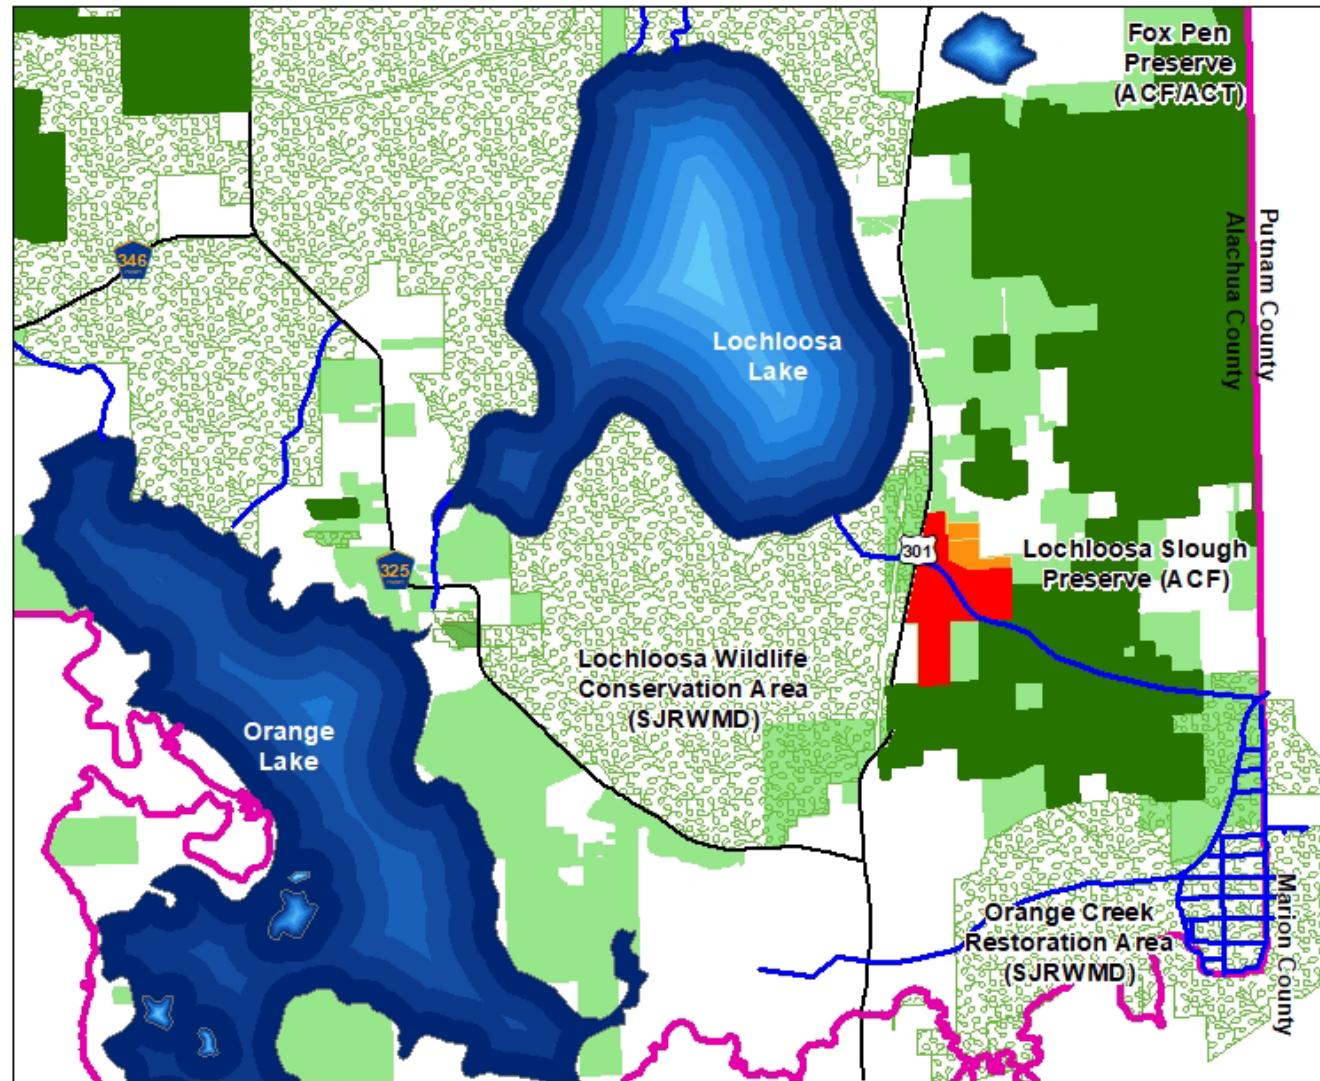 Fox Pen
Preserve
(ACF/ACT)
Putnam County
Alachua County
346
Lochloosa
Lake
301
Lochloosa Slough
Preserve (ACF)
325
Lochloosa Wildlife
Conservation Area
(SJRWMD)
Orange
Lake
Orange Creek
Restoration Area
(SJRWMD)
Marion County